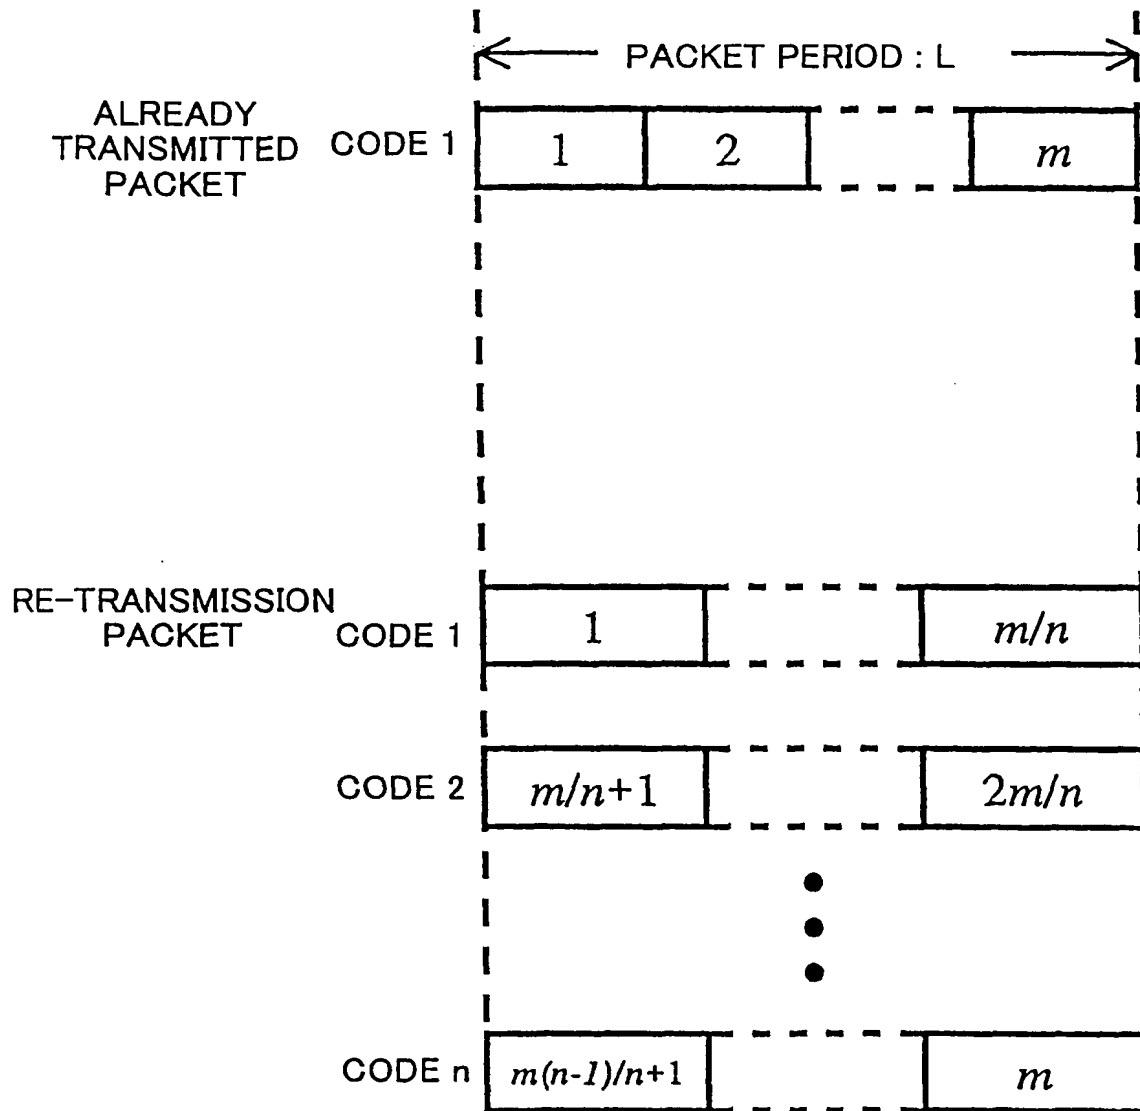 PACKET PERIOD : L
ALREADY
TRANSMITTED
PACKET
CODE 1
1
2
m
RE-TRANSMISSION
PACKET
CODE 1
1
m/n
CODE 2
m/n+1
2m/n
CODE n
m(n-1)/n+1
m